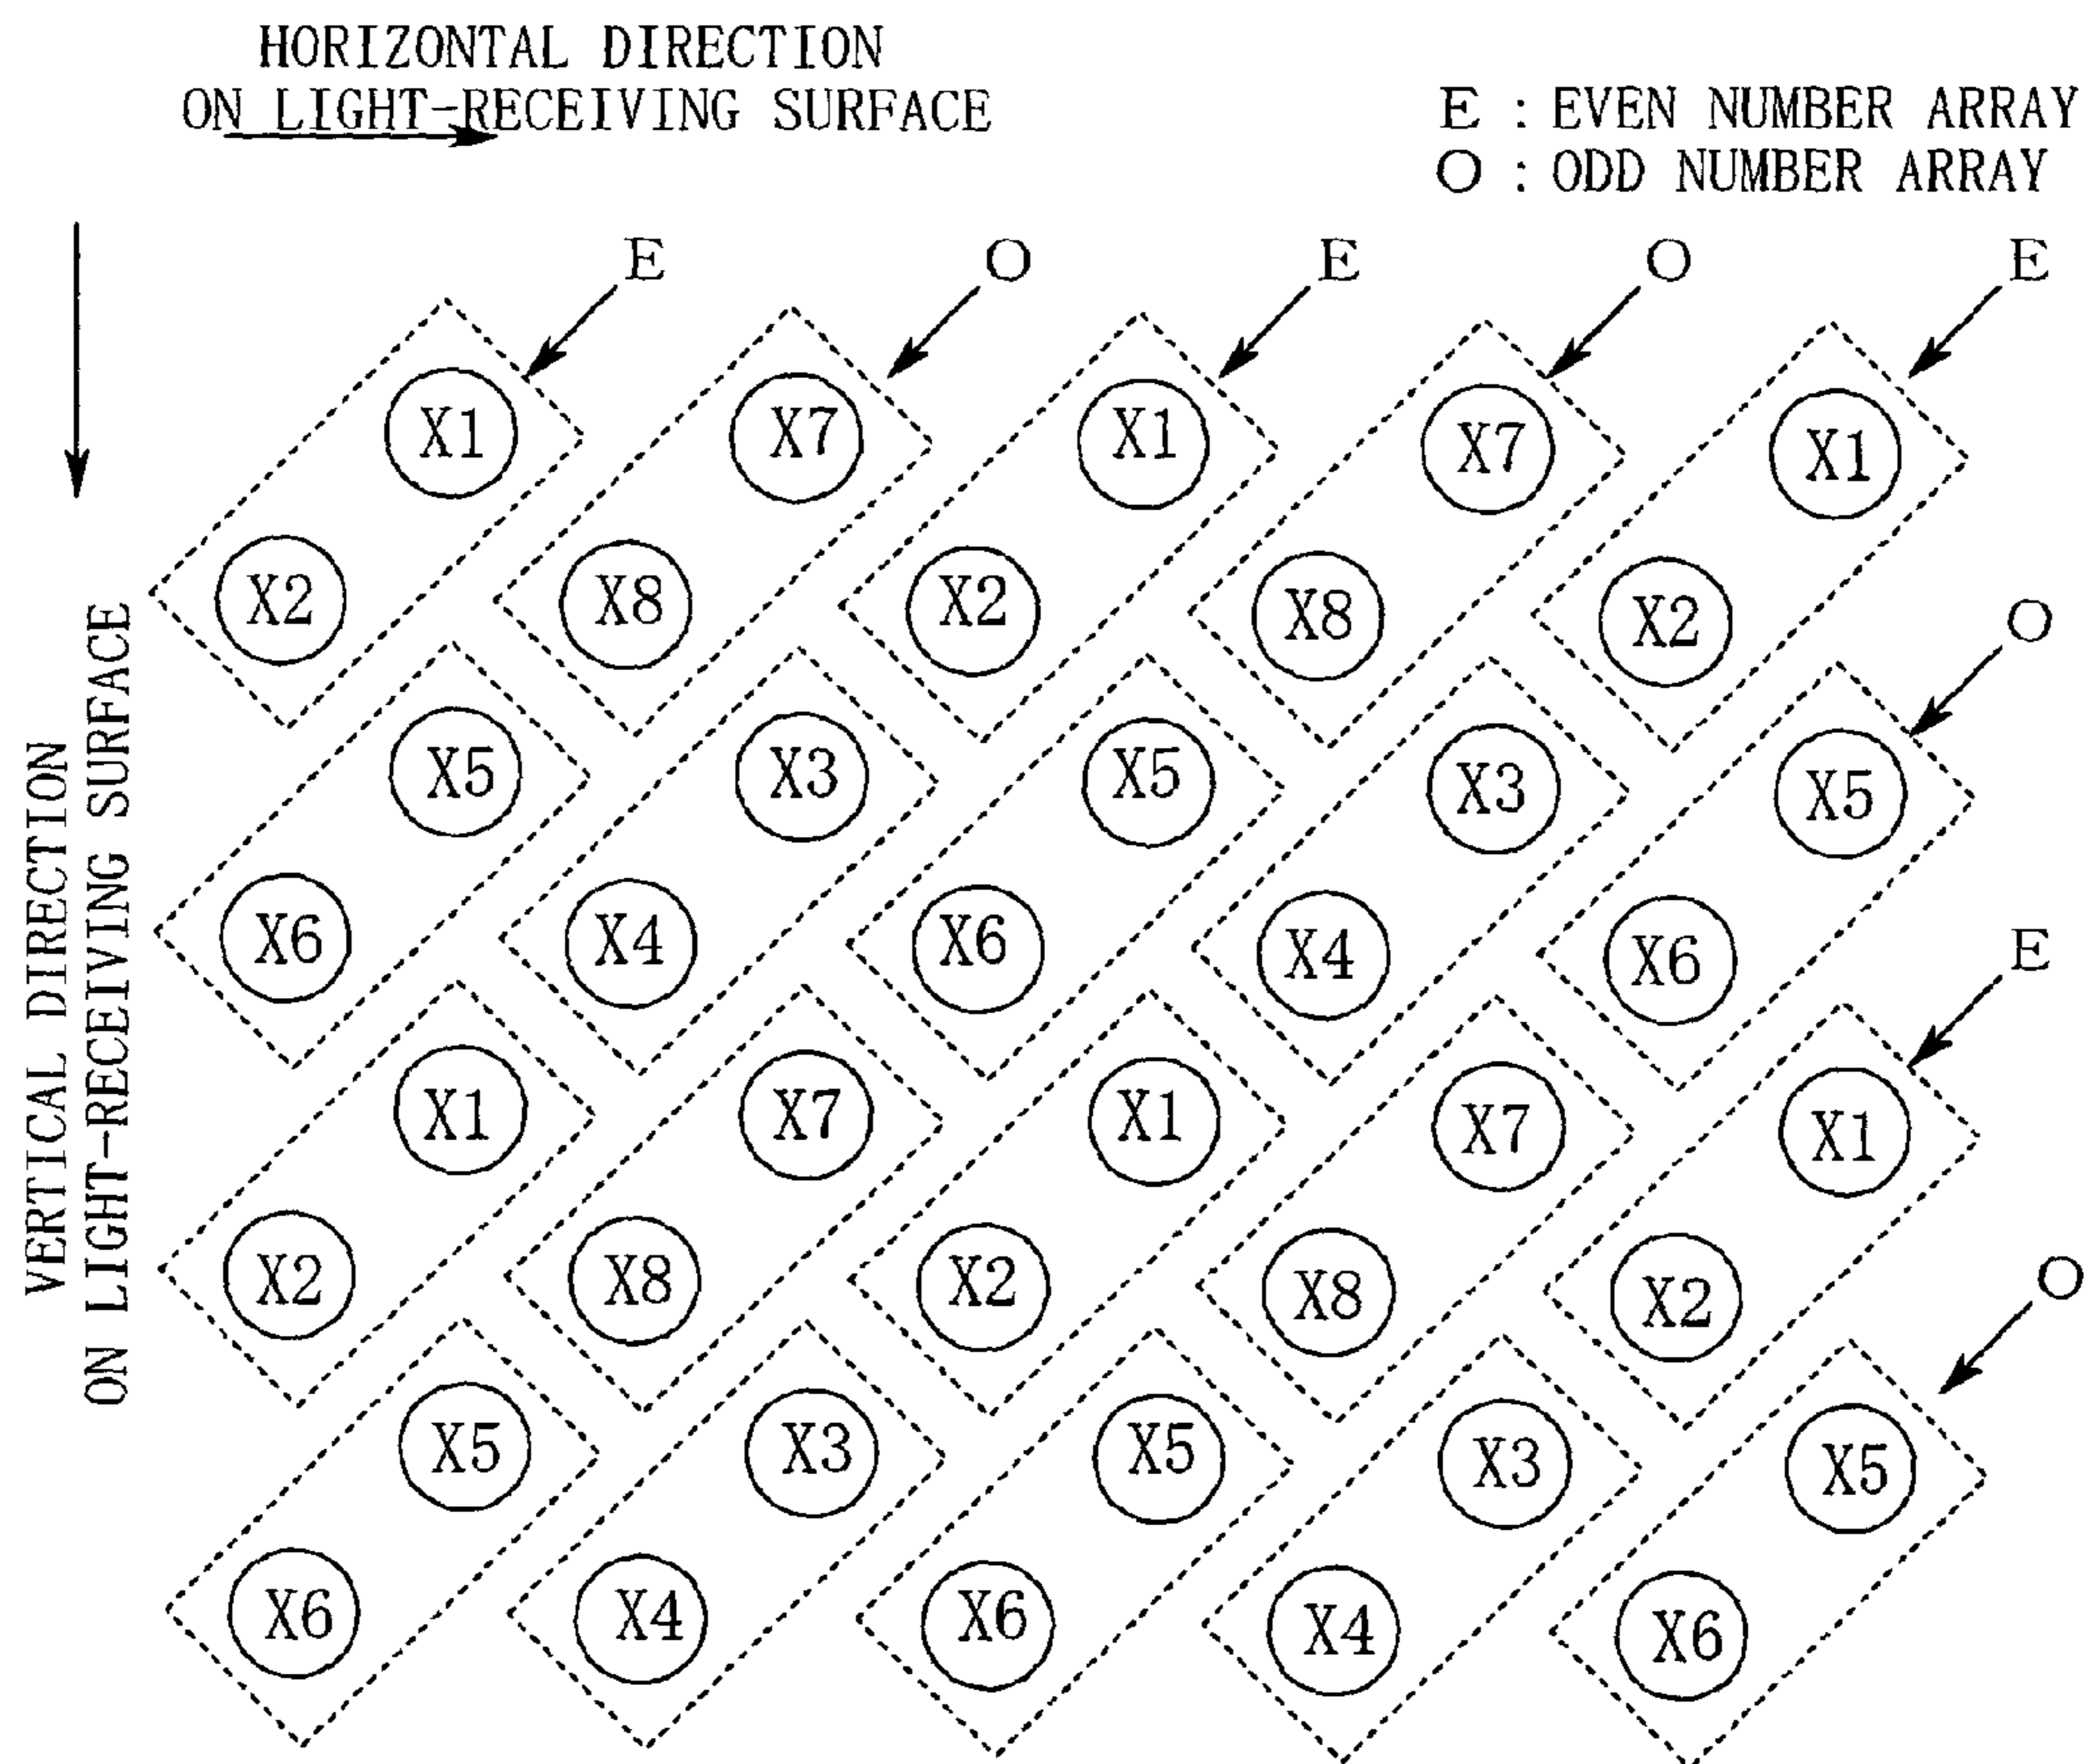 HORIZONTAL DIRECTION
ON LIGHT-RECEIVING SURFACE
E : EVEN NUMBER ARRAY
O : ODD NUMBER ARRAY
E O E O E
X1 X7 X1 X7 X1
X2 X8 X2 X8 X2
O
X5 X3 X5 X3 X5
X6 X4 X6 X4 X6
E
X1 X7 X1 X7 X1
X2 X8 X2 X8 X2
O
X5 X3 X5 X3 X5
X6 X4 X6 X4 X6
VERTICAL DIRECTION
ON LIGHT-RECEIVING SURFACE